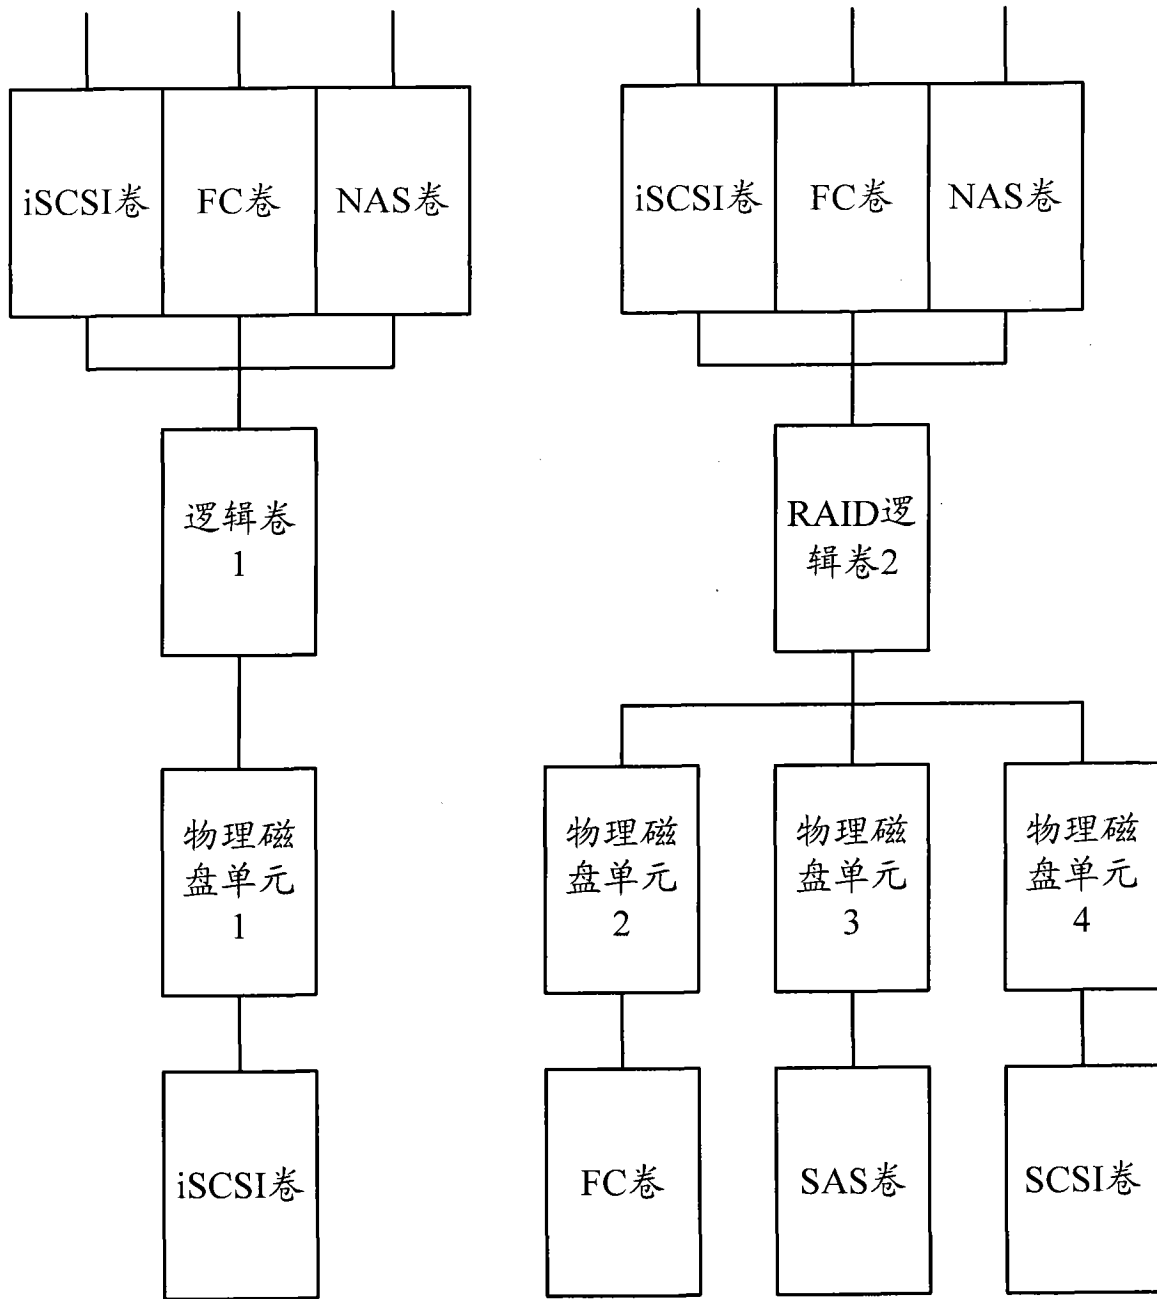 iSCSI卷
FC卷
NAS卷
iSCSI卷
FC卷
NAS卷
逻辑卷
1
RAID逻
辑卷2
物理磁
盘单元
1
物理磁
盘单元
2
物理磁
盘单元
3
物理磁
盘单元
4
iSCSI卷
FC卷
SAS卷
SCSI卷